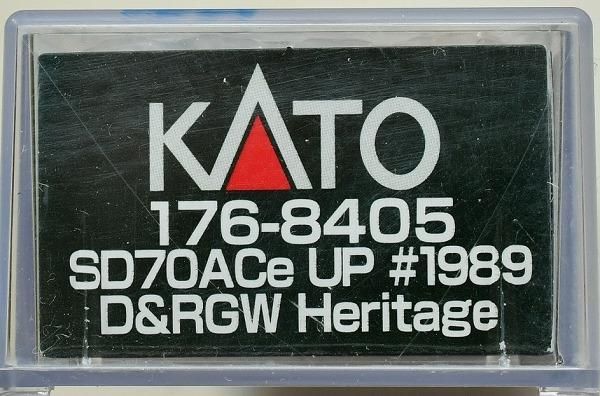 KATO
176-8405
SD70ACe UP #1989
D&RGW Heritage